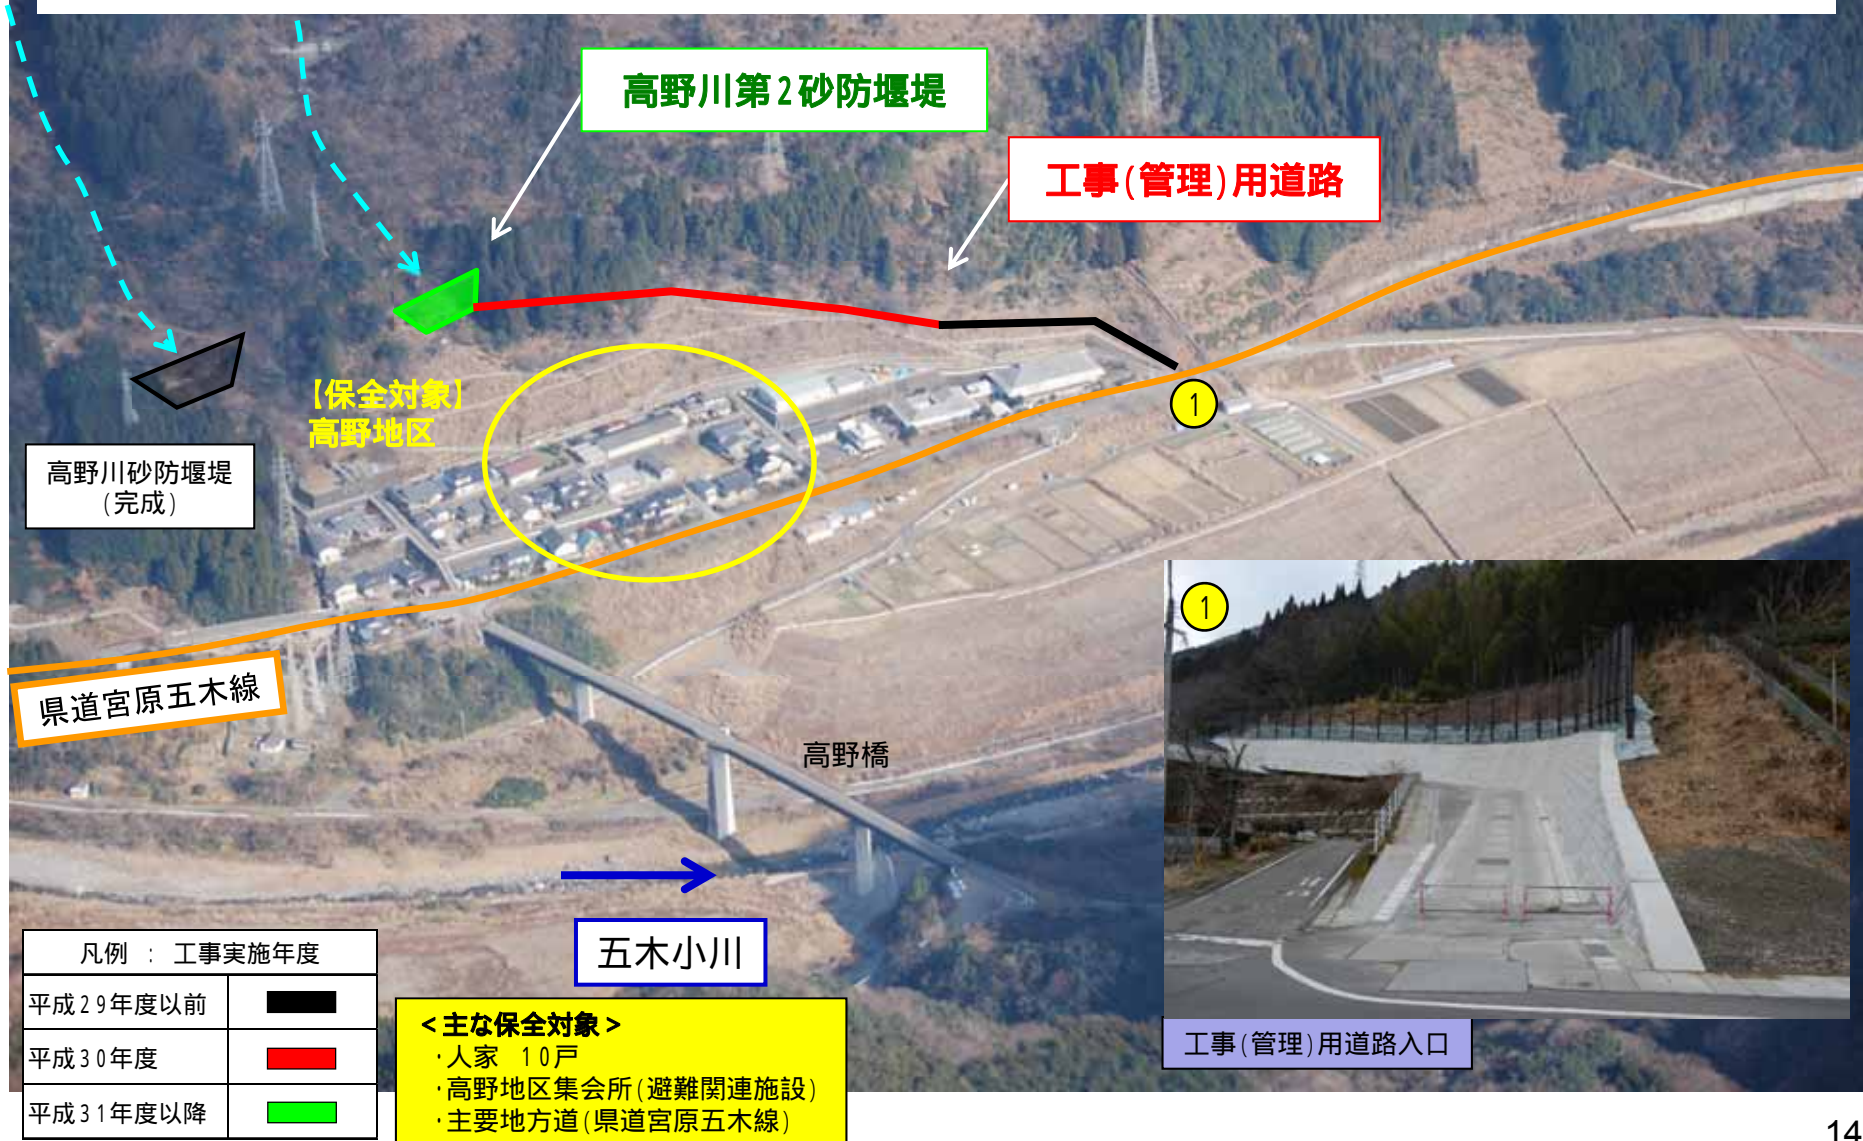 高野川第2砂防堰堤
工事(管理)用道路
【保全対象】
高野地区
1
高野川砂防堰堤
(完成)
1
県道宮原五木線
高野橋
五木小川
凡例 : 工事実施年度
平成29年度以前
平成30年度
平成31年度以降
<主な保全対象>
・人家 10戸
・高野地区集会所(避難関連施設)
・主要地方道(県道宮原五木線)
工事(管理)用道路入口
14